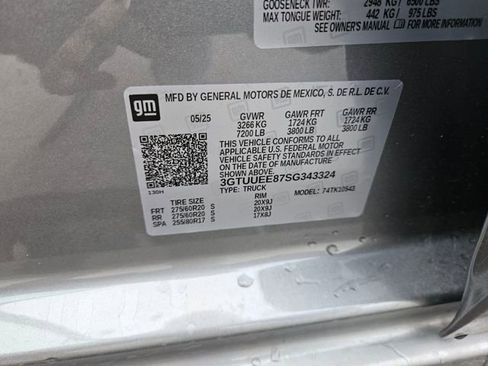 GOOSENECK TWR: 2948 KG / 6500 LBS
MAX TONGUE WEIGHT: 442 KG / 975 LBS
SEE OWNER'S MANUAL FOR MORE INFORMATION
gm
MFD BY GENERAL MOTORS DE MEXICO, S. DE R.L. DE C.V.
05/25 GVWR GAWR FRT GAWR RR
3266 KG 1724 KG 1724 KG
7200 LB 3800 LB 3800 LB
THIS VEHICLE CONFORMS TO ALL APPLICABLE
U.S. FEDERAL MOTOR VEHICLE SAFETY
AND THEFT PREVENTION STANDARDS IN EFFECT
ON THE DATE OF MANUFACTURE
SHOWN ABOVE.
3GTUUEE87SG343324
TYPE: TRUCK MODEL: 74TK10543
TIRE SIZE RIM
FRT 275/60R20 S 20X9J
RR 275/60R20 S 20X9J
SPA 255/80R17 S 17X8J